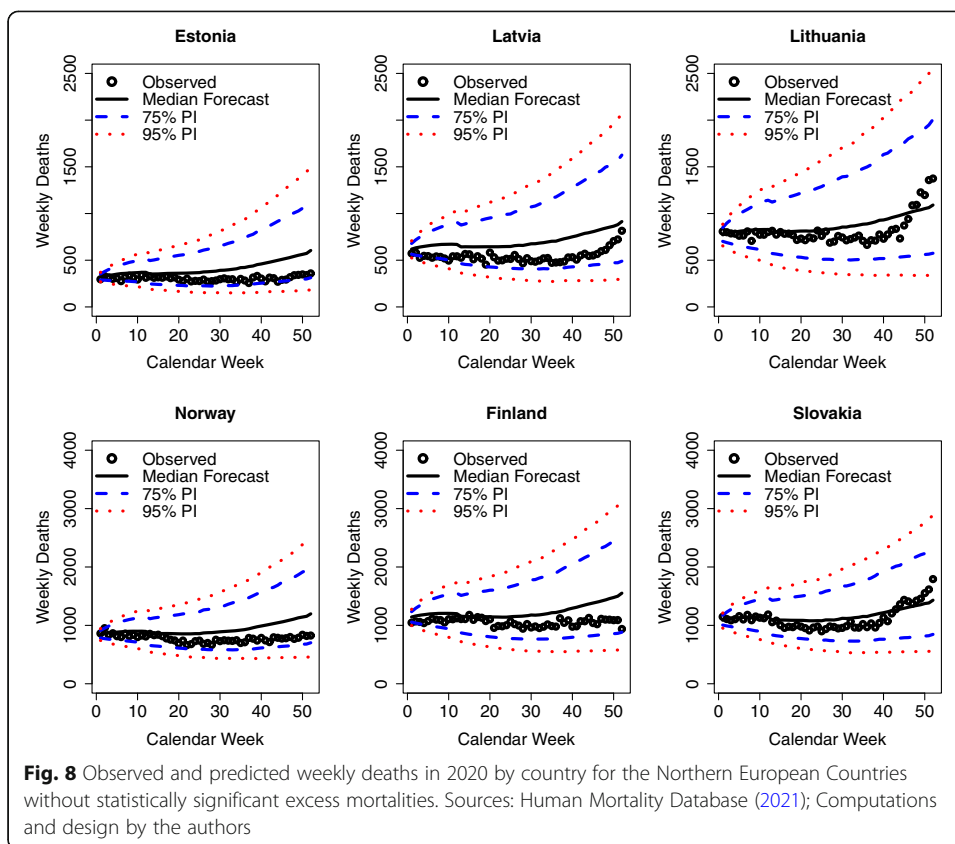 Estonia
Weekly Deaths
0 500 1500 2500
Observed
Median Forecast
75% PI
95% PI
0 10 20 30 40 50
Calendar Week
Latvia
Weekly Deaths
0 500 1500 2500
Observed
Median Forecast
75% PI
95% PI
0 10 20 30 40 50
Calendar Week
Lithuania
Weekly Deaths
0 500 1500 2500
Observed
Median Forecast
75% PI
95% PI
0 10 20 30 40 50
Calendar Week
Norway
Weekly Deaths
0 1000 2000 3000 4000
Observed
Median Forecast
75% PI
95% PI
0 10 20 30 40 50
Calendar Week
Finland
Weekly Deaths
0 1000 2000 3000 4000
Observed
Median Forecast
75% PI
95% PI
0 10 20 30 40 50
Calendar Week
Slovakia
Weekly Deaths
0 1000 2000 3000 4000
Observed
Median Forecast
75% PI
95% PI
0 10 20 30 40 50
Calendar Week
Fig. 8 Observed and predicted weekly deaths in 2020 by country for the Northern European Countries
without statistically significant excess mortalities. Sources: Human Mortality Database (2021); Computations
and design by the authors